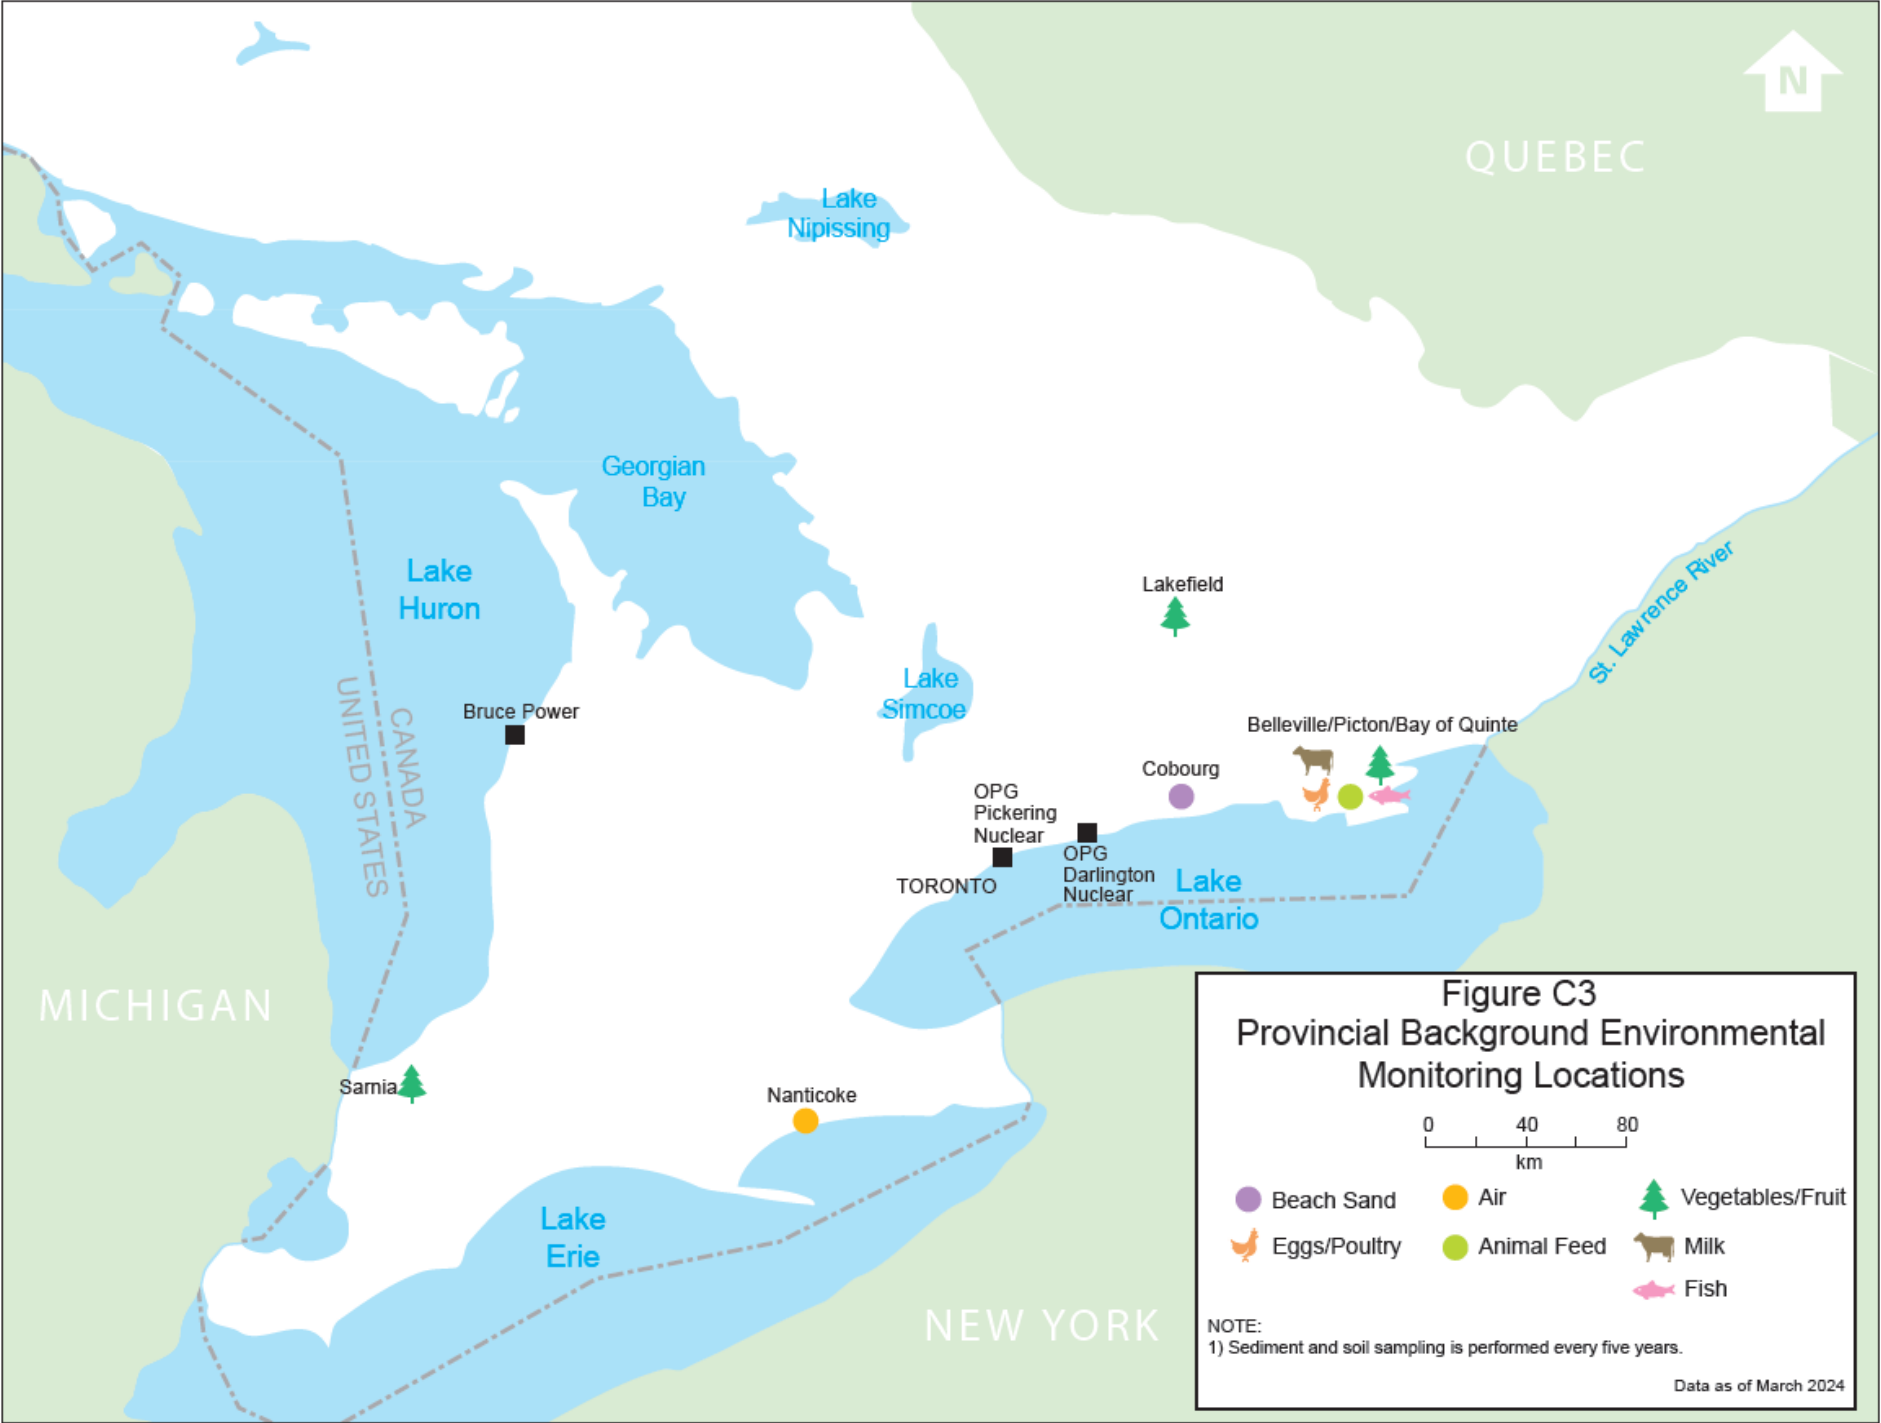 N
QUEBEC
Lake
Nipissing
Georgian
Bay
Lake
Huron
Lakefield
St. Lawrence River
Lake
Simcoe
Bruce Power
CANADA
UNITED STATES
Belleville/Picton/Bay of Quinte
Cobourg
OPG
Pickering
Nuclear
OPG
Darlington
Nuclear
TORONTO
Lake
Ontario
MICHIGAN
Sarnia
Nanticoke
Lake
Erie
NEW YORK
Figure C3
Provincial Background Environmental
Monitoring Locations
0 40 80
km
Beach Sand
Air
Vegetables/Fruit
Eggs/Poultry
Animal Feed
Milk
Fish
NOTE:
1) Sediment and soil sampling is performed every five years.
Data as of March 2024